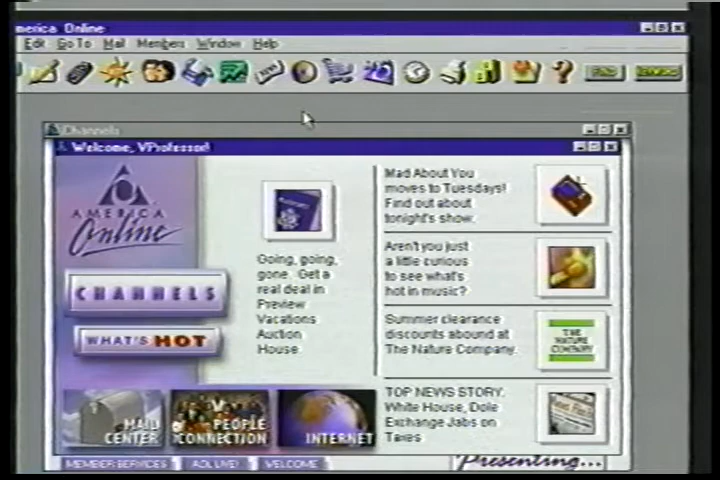 merica Online
Edit Go To Mail Members Window Help
Find
Keyword
Channels
Welcome, VProfessor!
AMERICA
Online
CHANNELS
WHAT'S HOT
Going, going,
gone. Get a
real deal in
Preview
Vacations
Auction
House.
Mad About You
moves to Tuesdays!
Find out about
tonight's show.
Aren't you just
a little curious
to see what's
hot in music?
Summer clearance
discounts abound at
The Nature Company.
THE
NATURE
COMPANY
TOP NEWS STORY:
White House, Dole
Exchange Jabs on
Taxes
MAIL
CENTER
PEOPLE
CONNECTION
INTERNET
MEMBER SERVICES AOL LIVE! WELCOME
Presenting...